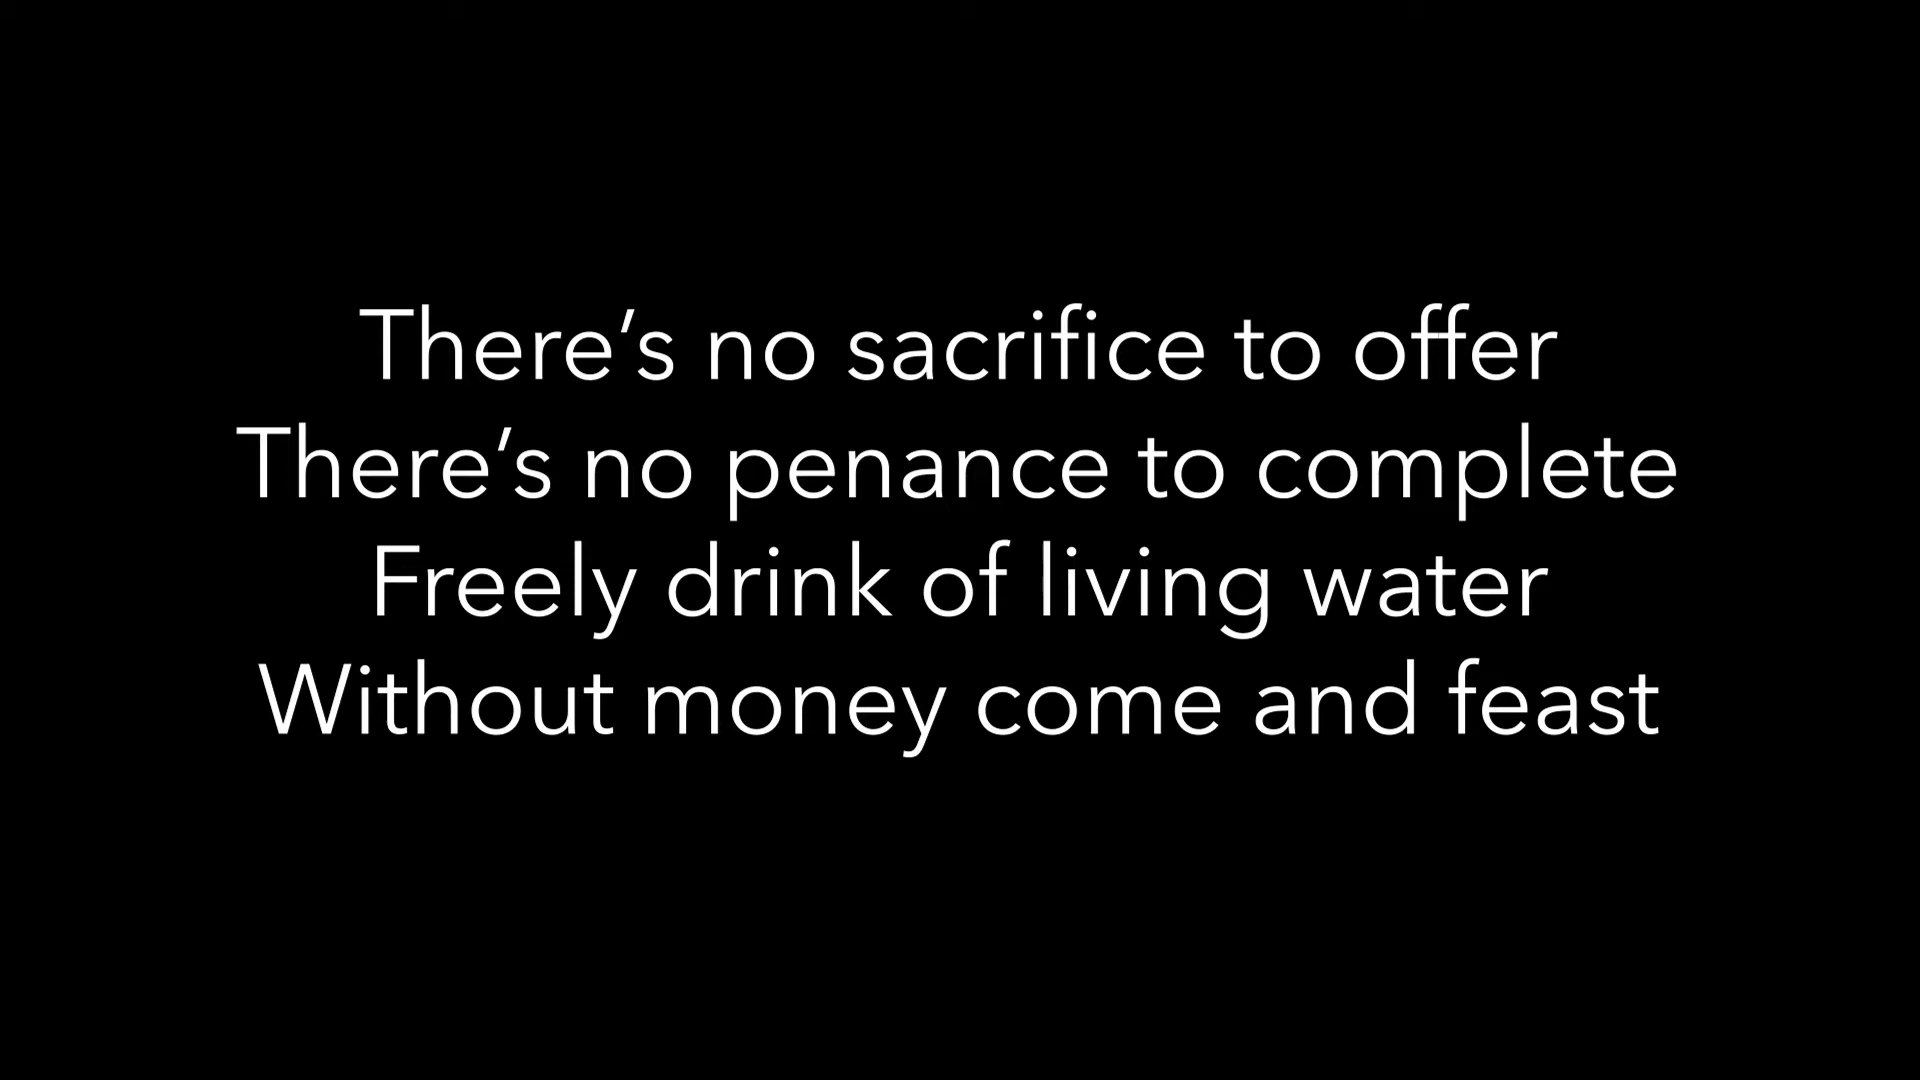 There’s no sacrifice to offer
There’s no penance to complete
Freely drink of living water
Without money come and feast